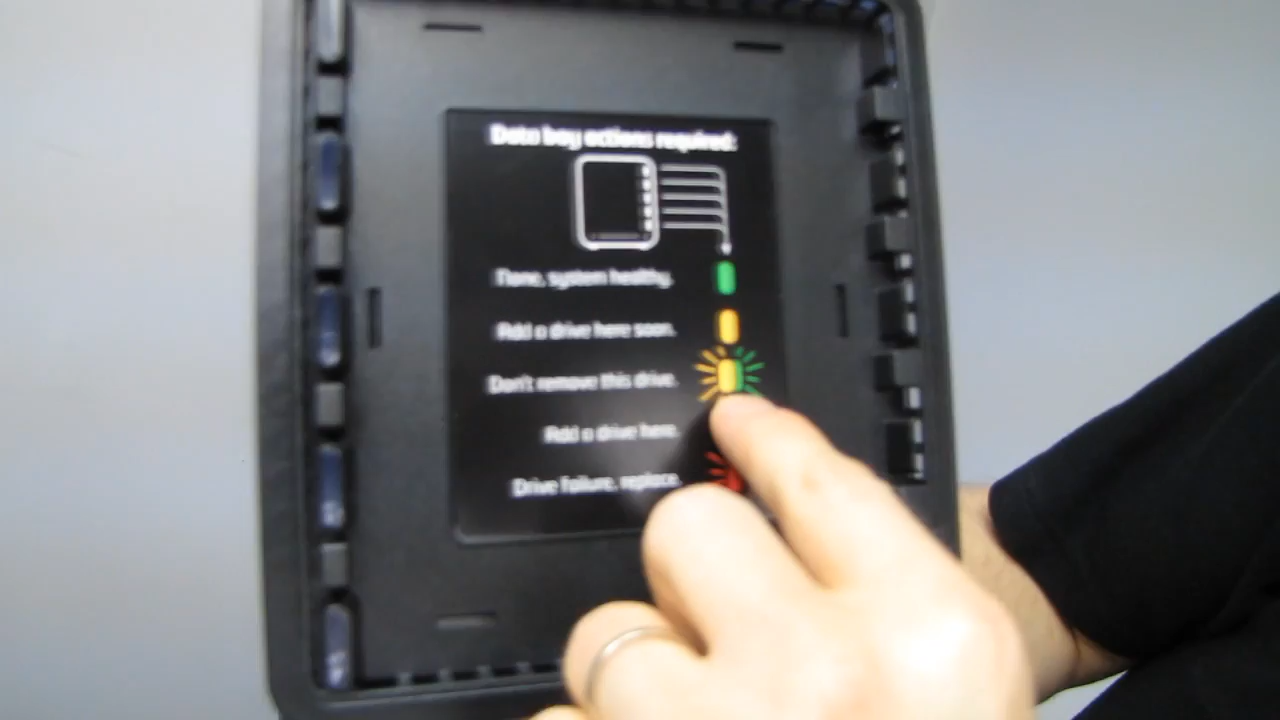 Data bay actions required:
None, system healthy.
Add a drive here soon.
Don't remove this drive.
Add a drive here.
Drive failure, replace.